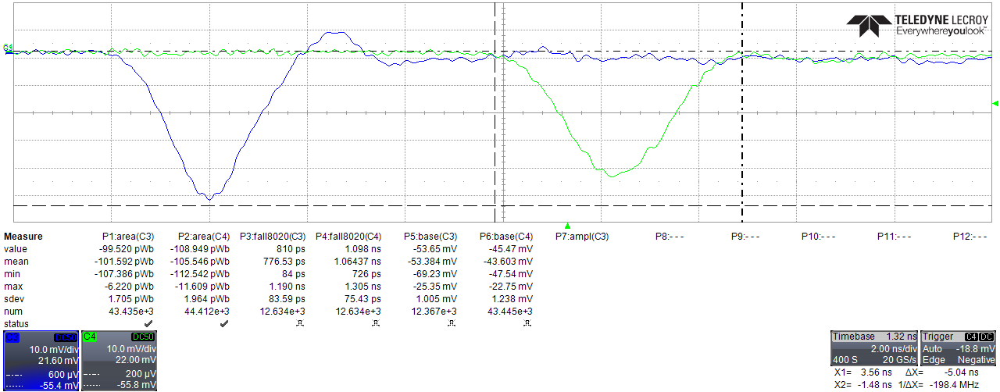 TELEDYNE LECROY
Everywhereyoulook™
Measure P1:area(C3) P2:area(C4) P3:fall8020(C3) P4:fall8020(C4) P5:base(C3) P6:base(C4) P7:ampl(C3) P8:--- P9:--- P10:--- P11:--- P12:---
value -99.520 pWb -108.949 pWb 810 ps 1.098 ns -53.65 mV -45.47 mV
mean -101.592 pWb -105.546 pWb 776.53 ps 1.06437 ns -53.384 mV -43.603 mV
min -107.386 pWb -112.542 pWb 84 ps 726 ps -69.23 mV -47.54 mV
max -6.220 pWb -11.609 pWb 1.190 ns 1.305 ns -25.35 mV -22.75 mV
sdev 1.705 pWb 1.964 pWb 83.59 ps 75.43 ps 1.005 mV 1.238 mV
num 43.435e+3 44.412e+3 12.634e+3 12.634e+3 12.367e+3 43.445e+3
status
C3 DC50 C4 DC50 Timebase 1.32 ns Trigger C4 DC
10.0 mV/div 10.0 mV/div 2.00 ns/div Auto -18.8 mV
21.60 mV 22.00 mV 400 S 20 GS/s Edge Negative
600 µV 200 µV X1= 3.56 ns ΔX= -5.04 ns
-55.4 mV -55.8 mV X2= -1.48 ns 1/ΔX= -198.4 MHz